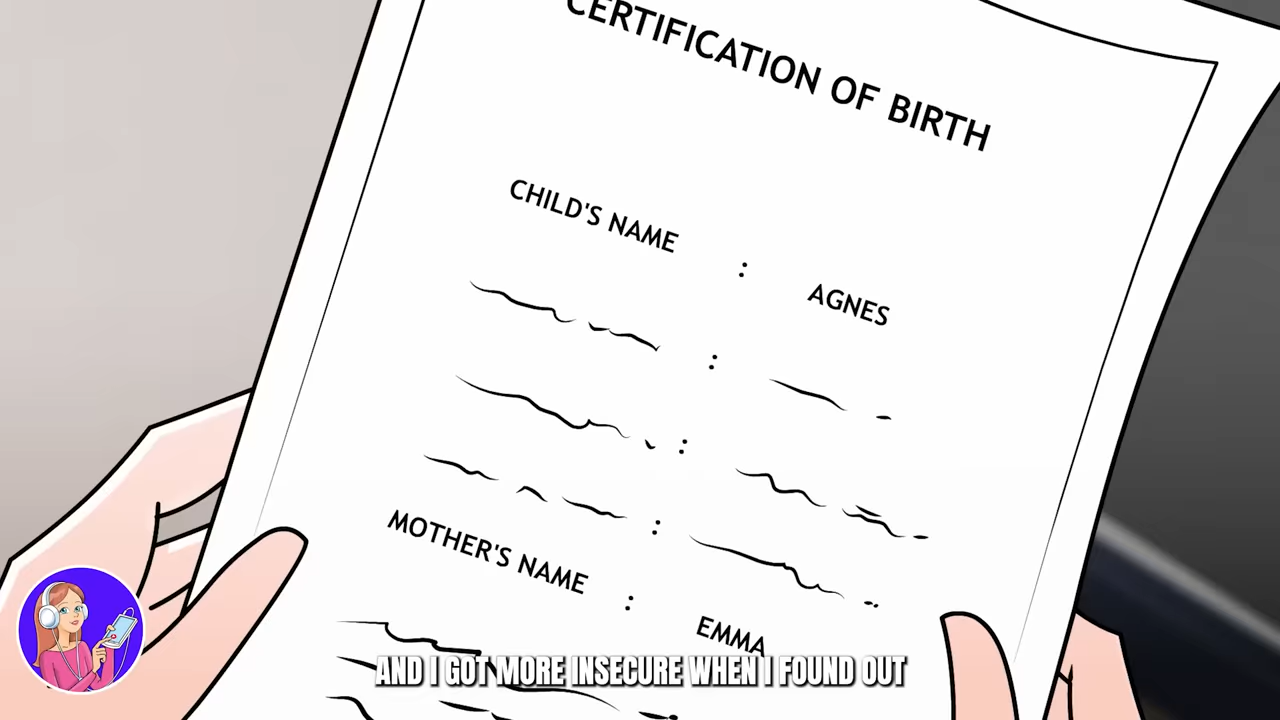 CERTIFICATION OF BIRTH
CHILD'S NAME : AGNES
:
:
:
MOTHER'S NAME : EMMA
AND I GOT MORE INSECURE WHEN I FOUND OUT